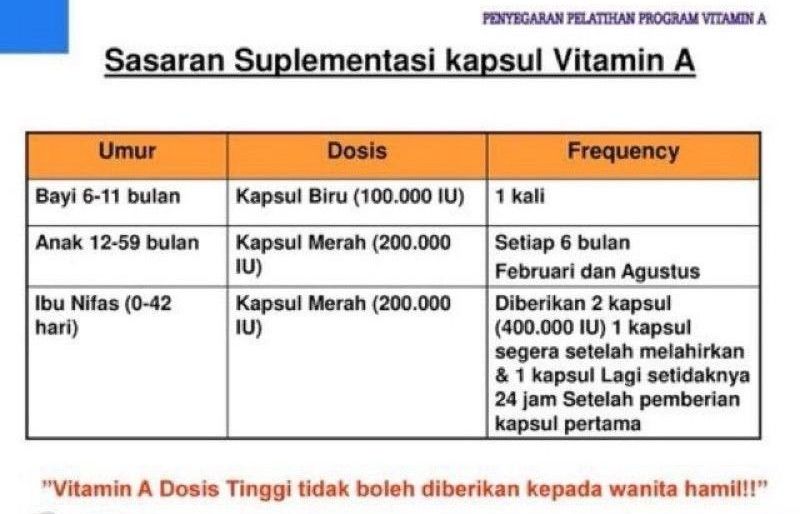 PENYEGARAN PELATIHAN PROGRAM VITAMIN A
Sasaran Suplementasi kapsul Vitamin A
Umur
Dosis
Frequency
Bayi 6-11 bulan
Kapsul Biru (100.000 IU)
1 kali
Anak 12-59 bulan
Kapsul Merah (200.000
IU)
Setiap 6 bulan
Februari dan Agustus
Ibu Nifas (0-42
hari)
Kapsul Merah (200.000
IU)
Diberikan 2 kapsul
(400.000 IU) 1 kapsul
segera setelah melahirkan
& 1 kapsul Lagi setidaknya
24 jam Setelah pemberian
kapsul pertama
”Vitamin A Dosis Tinggi tidak boleh diberikan kepada wanita hamil!!”